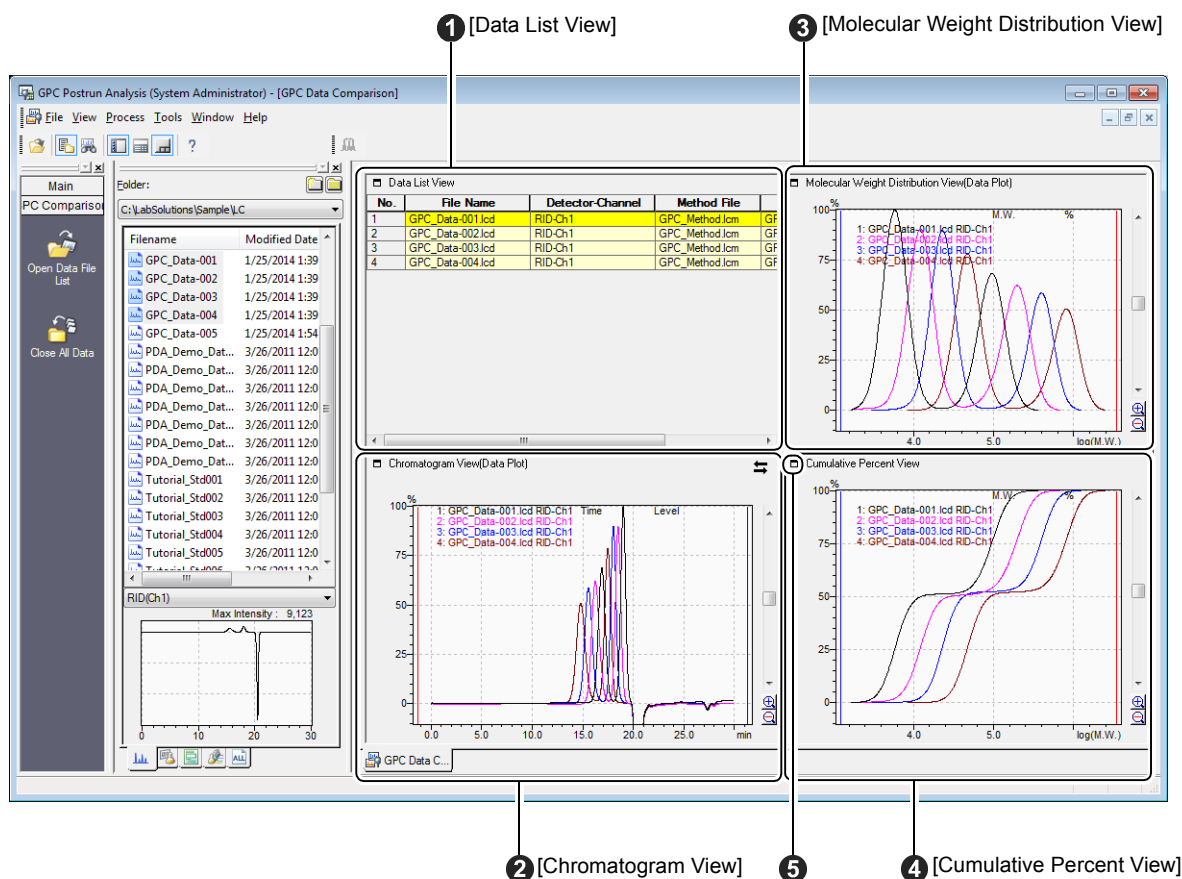 1 [Data List View]
3 [Molecular Weight Distribution View]
GPC Postrun Analysis (System Administrator) - [GPC Data Comparison]
File View Process Tools Window Help
?
Main
PC Compariso
Open Data File
List
Close All Data
Folder:
C:\LabSolutions\Sample\LC
Filename Modified Date
GPC_Data-001 1/25/2014 1:39
GPC_Data-002 1/25/2014 1:39
GPC_Data-003 1/25/2014 1:39
GPC_Data-004 1/25/2014 1:39
GPC_Data-005 1/25/2014 1:54
PDA_Demo_Dat... 3/26/2011 12:0
PDA_Demo_Dat... 3/26/2011 12:0
PDA_Demo_Dat... 3/26/2011 12:0
PDA_Demo_Dat... 3/26/2011 12:0
PDA_Demo_Dat... 3/26/2011 12:0
PDA_Demo_Dat... 3/26/2011 12:0
PDA_Demo_Dat... 3/26/2011 12:0
Tutorial_Std001 3/26/2011 12:0
Tutorial_Std002 3/26/2011 12:0
Tutorial_Std003 3/26/2011 12:0
Tutorial_Std004 3/26/2011 12:0
Tutorial_Std005 3/26/2011 12:0
RID(Ch1)
Max Intensity : 9,123
0 10 20 30
ALL
Data List View
No. File Name Detector-Channel Method File
1 GPC_Data-001.lcd RID-Ch1 GPC_Method.lcm GF
2 GPC_Data-002.lcd RID-Ch1 GPC_Method.lcm GF
3 GPC_Data-003.lcd RID-Ch1 GPC_Method.lcm GF
4 GPC_Data-004.lcd RID-Ch1 GPC_Method.lcm GF
Molecular Weight Distribution View(Data Plot)
%
100
M.W. %
1: GPC_Data-001.lcd RID-Ch1
2: GPC_Data-002.lcd RID-Ch1
3: GPC_Data-003.lcd RID-Ch1
4: GPC_Data-004.lcd RID-Ch1
75
50
25
0
4.0 5.0 log(M.W.)
Chromatogram View(Data Plot)
%
100
1: GPC_Data-001.lcd RID-Ch1 Time Level
2: GPC_Data-002.lcd RID-Ch1
3: GPC_Data-003.lcd RID-Ch1
4: GPC_Data-004.lcd RID-Ch1
75
50
25
0
0.0 5.0 10.0 15.0 20.0 25.0 min
GPC Data C...
Cumulative Percent View
%
100
M.W. %
1: GPC_Data-001.lcd RID-Ch1
2: GPC_Data-002.lcd RID-Ch1
3: GPC_Data-003.lcd RID-Ch1
4: GPC_Data-004.lcd RID-Ch1
75
50
25
0
4.0 5.0 log(M.W.)
2 [Chromatogram View]
5
4 [Cumulative Percent View]